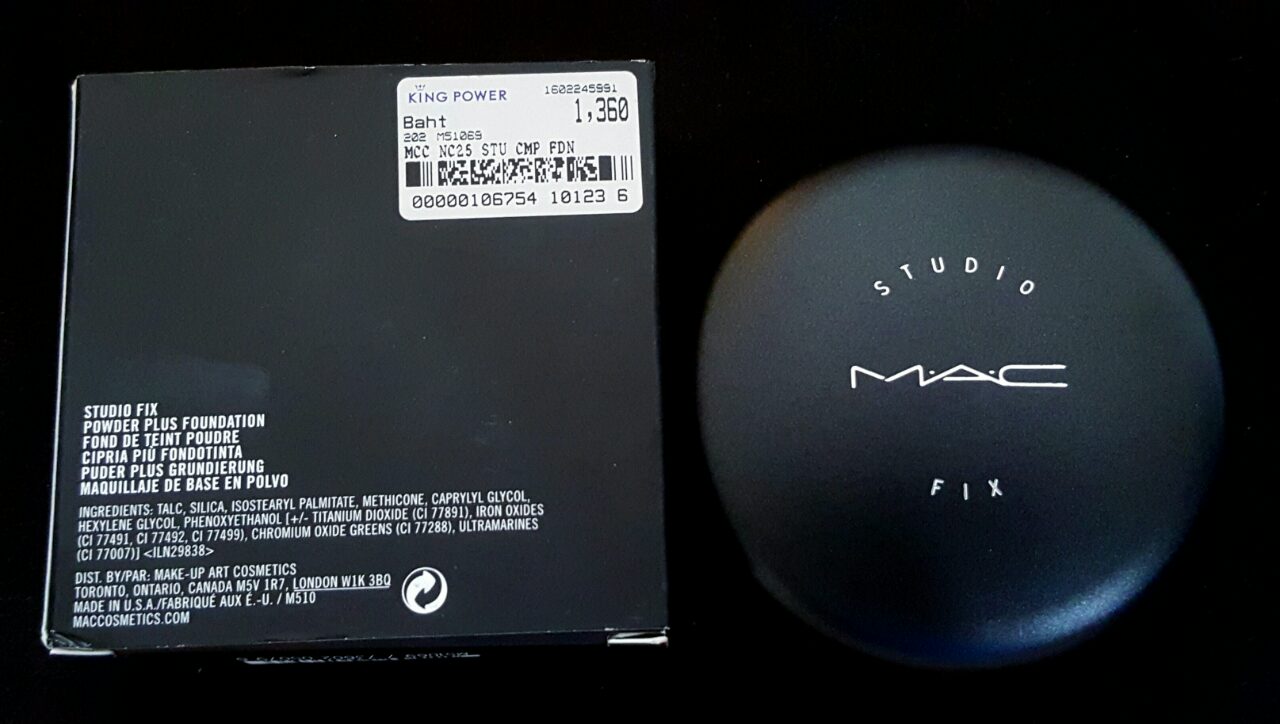 KING POWER
1602245991
Baht 1,360
202 M51069
MCC NC25 STU CMP FDN
00000106754 10123 6
STUDIO FIX
POWDER PLUS FOUNDATION
FOND DE TEINT POUDRE
CIPRIA PIÙ FONDOTINTA
PUDER PLUS GRUNDIERUNG
MAQUILLAJE DE BASE EN POLVO
INGREDIENTS: TALC, SILICA, ISOSTEARYL PALMITATE, METHICONE, CAPRYLYL GLYCOL,
HEXYLENE GLYCOL, PHENOXYETHANOL [+/- TITANIUM DIOXIDE (CI 77891), IRON OXIDES
(CI 77491, CI 77492, CI 77499), CHROMIUM OXIDE GREENS (CI 77288), ULTRAMARINES
(CI 77007)] <ILN29838>
DIST. BY/PAR: MAKE-UP ART COSMETICS
TORONTO, ONTARIO, CANADA M5V 1R7, LONDON W1K 3BQ
MADE IN U.S.A./FABRIQUÉ AUX É.-U. / M510
MACCOSMETICS.COM
STUDIO
M·A·C
FIX